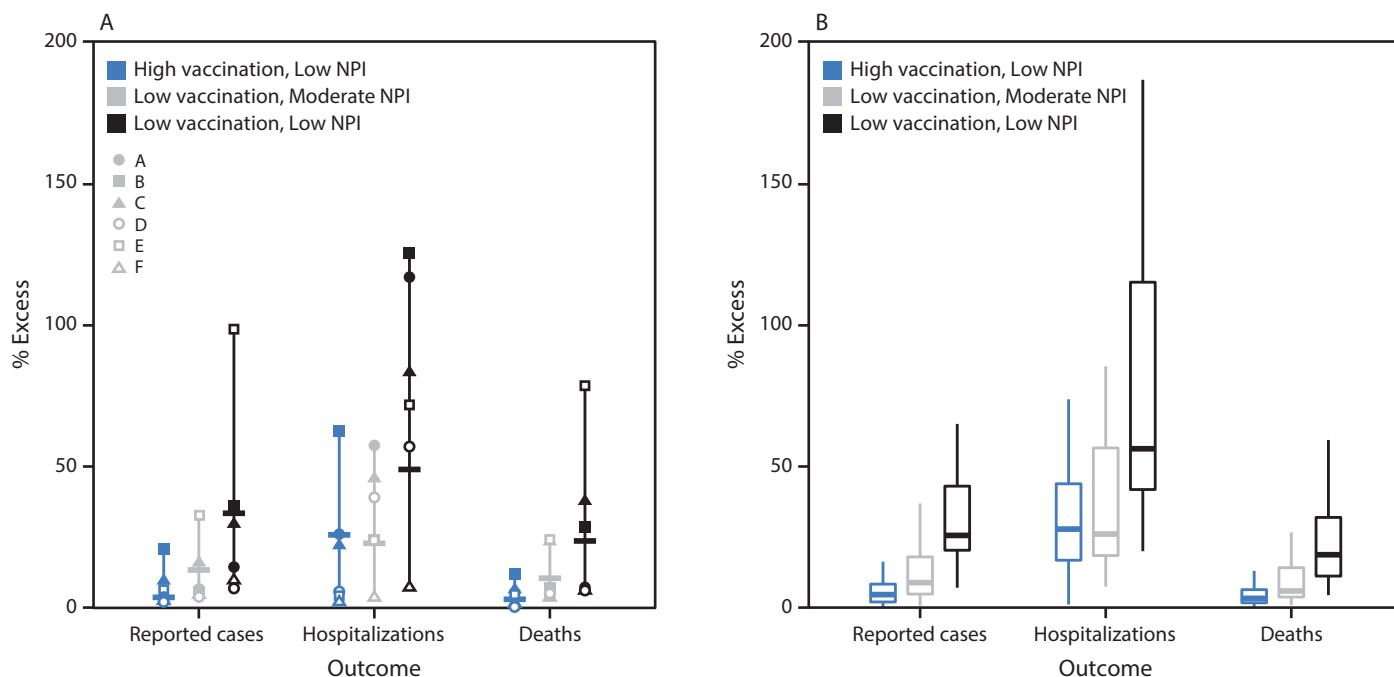 A
200
150
100
50
0
% Excess
High vaccination, Low NPI
Low vaccination, Moderate NPI
Low vaccination, Low NPI
A
B
C
D
E
F
Reported cases
Hospitalizations
Deaths
Outcome
B
200
150
100
50
0
% Excess
High vaccination, Low NPI
Low vaccination, Moderate NPI
Low vaccination, Low NPI
Reported cases
Hospitalizations
Deaths
Outcome